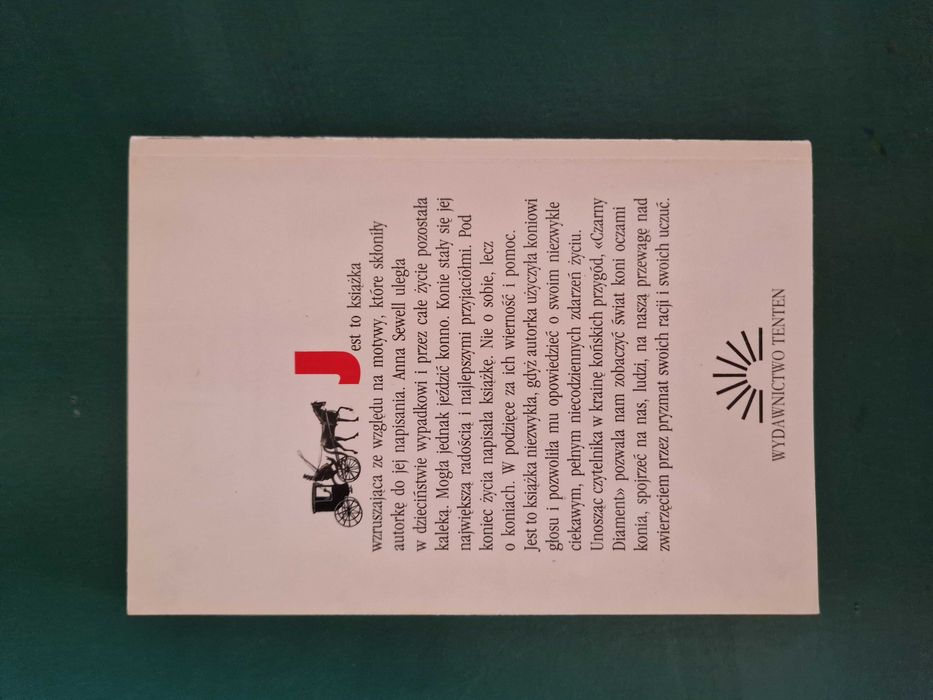 Jest to książka
wzruszająca ze względu na motywy, które skłoniły
autorkę do jej napisania. Anna Sewell uległa
w dzieciństwie wypadkowi i przez całe życie pozostała
kaleką. Mogła jednak jeździć konno. Konie stały się jej
największą radością i najlepszymi przyjaciółmi. Pod
koniec życia napisała książkę. Nie o sobie, lecz
o koniach. W podzięce za ich wierność i pomoc.
Jest to książka niezwykła, gdyż autorka użyczyła koniowi
głosu i pozwoliła mu opowiedzieć o swoim niezwykle
ciekawym, pełnym niecodziennych zdarzeń życiu.
Unosząc czytelnika w krainę końskich przygód, «Czarny
Diament» pozwala nam zobaczyć świat koni oczami
konia, spojrzeć na nas, ludzi, na naszą przewagę nad
zwierzęciem przez pryzmat swoich racji i swoich uczuć.
WYDAWNICTWO TENTEN